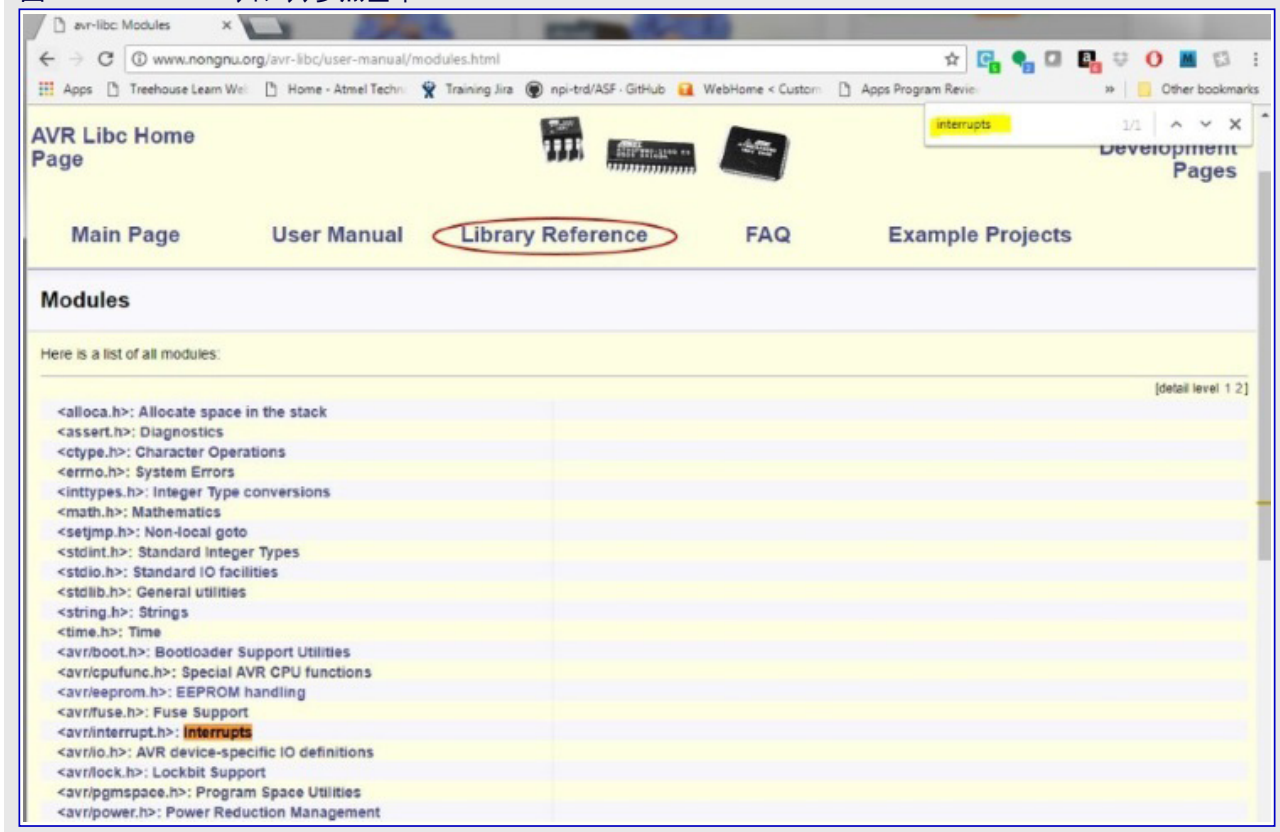 avr-libc: Modules
www.nongnu.org/avr-libc/user-manual/modules.html
Apps Treehouse Learn Web Home - Atmel Techn Training Jira npi-trd/ASF · GitHub WebHome < Custom Apps Program Revie » Other bookmarks
interrupts 1/1
AVR Libc Home
Page
Development
Pages
Main Page User Manual Library Reference FAQ Example Projects
Modules
Here is a list of all modules:
[detail level 1 2]
<alloca.h>: Allocate space in the stack
<assert.h>: Diagnostics
<ctype.h>: Character Operations
<errno.h>: System Errors
<inttypes.h>: Integer Type conversions
<math.h>: Mathematics
<setjmp.h>: Non-local goto
<stdint.h>: Standard Integer Types
<stdio.h>: Standard IO facilities
<stdlib.h>: General utilities
<string.h>: Strings
<time.h>: Time
<avr/boot.h>: Bootloader Support Utilities
<avr/cpufunc.h>: Special AVR CPU functions
<avr/eeprom.h>: EEPROM handling
<avr/fuse.h>: Fuse Support
<avr/interrupt.h>: Interrupts
<avr/io.h>: AVR device-specific IO definitions
<avr/lock.h>: Lockbit Support
<avr/pgmspace.h>: Program Space Utilities
<avr/power.h>: Power Reduction Management